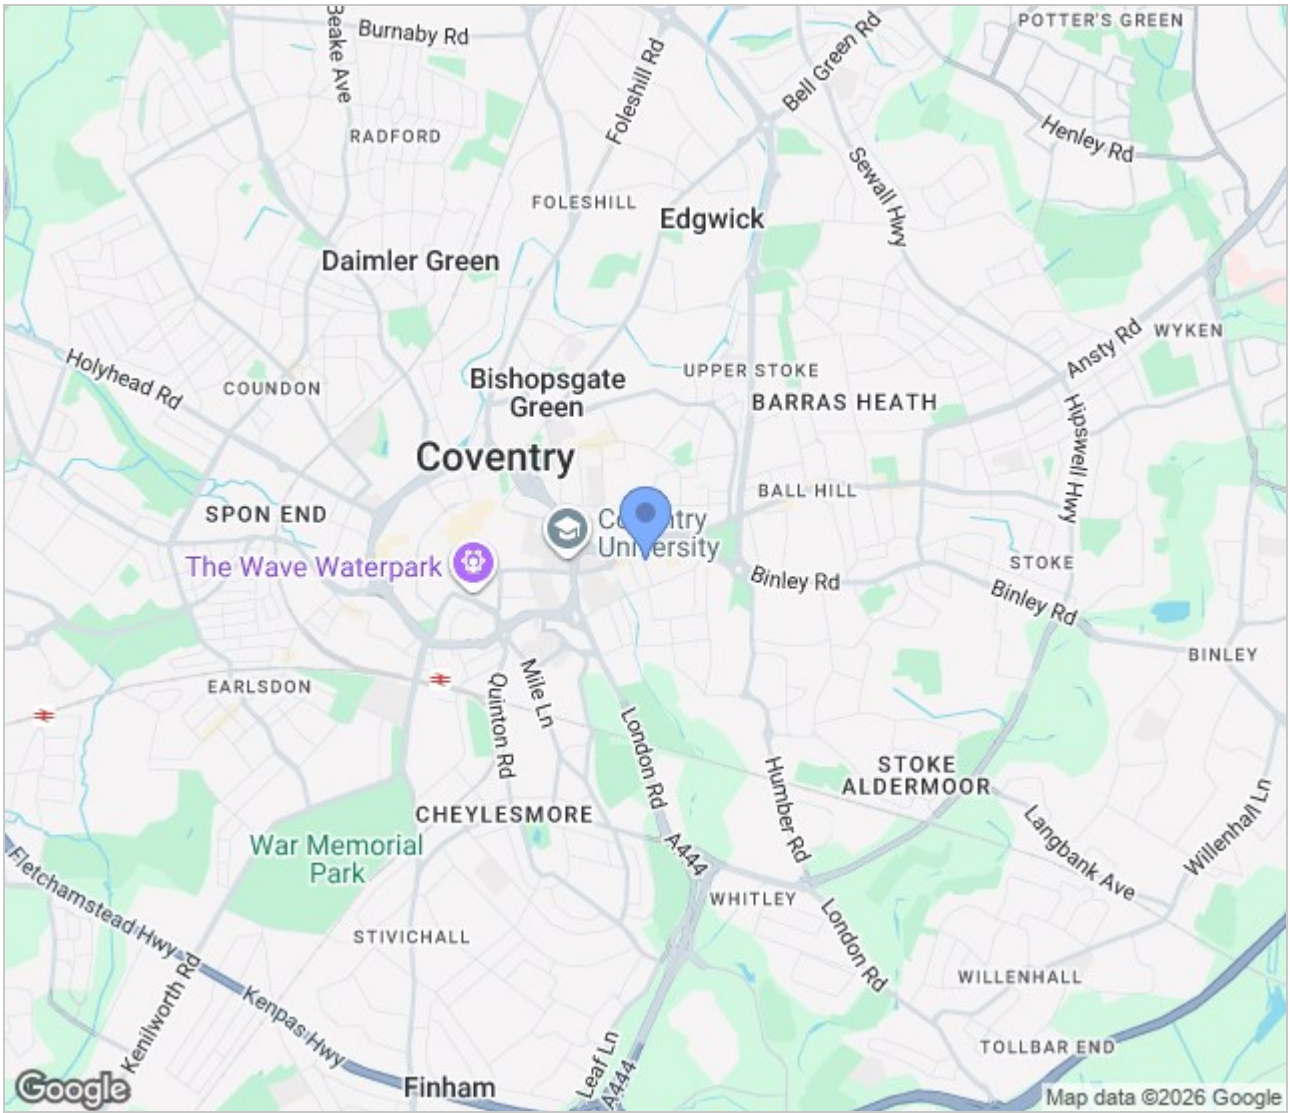 POTTER'S GREEN
Burnaby Rd
Beake Ave
Foleshill Rd
Bell Green Rd
RADFORD
Henley Rd
Sewall Hwy
FOLESHILL
Edgwick
Daimler Green
Ansty Rd
WYKEN
Holyhead Rd
COUNDON
Bishopsgate
Green
UPPER STOKE
BARRAS HEATH
Hipswell Hwy
Coventry
BALL HILL
SPON END
Coventry
University
The Wave Waterpark
Binley Rd
STOKE
Binley Rd
BINLEY
EARLSDON
Mile Ln
Quinton Rd
London Rd
STOKE
ALDERMOOR
Humber Rd
CHEYLESMORE
Langbank Ave
Willenhall Ln
War Memorial
Park
A444
Fletchamstead Hwy
WHITLEY
London Rd
STIVICHALL
WILLENHALL
Kenilworth Rd
Kenpas Hwy
TOLLBAR END
Leaf Ln
A444
Finham
Google
Map data ©2026 Google